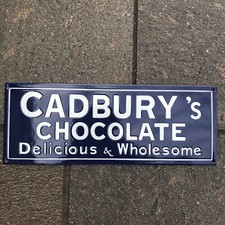 CADBURY's
CHOCOLATE
Delicious & Wholesome